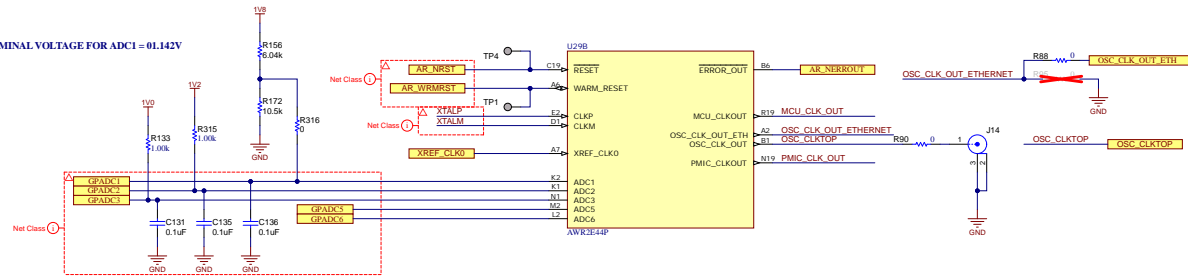 1V8
MINAL VOLTAGE FOR ADC1 = 01.142V
R156
6.04k
1V2
1V0
R172
10.5k
R316
0
R133
1.00k
R315
1.00k
GND
Net Class
i
AR_NRST
AR_WRMRST
TP4
TP1
Net Class
i
XTALP
XTALM
XREF_CLK0
GPADC1
GPADC2
GPADC3
GPADC5
GPADC6
Net Class
i
C131
0.1uF
C135
0.1uF
C136
0.1uF
GND
GND
GND
U29B
C19
RESET
A6
WARM_RESET
E2
CLKP
D1
CLKM
A7
XREF_CLK0
K2
ADC1
K1
ADC2
N1
ADC3
M2
ADC5
L2
ADC6
ERROR_OUT
B6
AR_NERROUT
MCU_CLKOUT
R19
MCU_CLK_OUT
OSC_CLK_OUT_ETH
A2
OSC_CLK_OUT_ETHERNET
OSC_CLK_OUT
B1
OSC_CLKTOP
PMIC_CLKOUT
N19
PMIC_CLK_OUT
AWR2E44P
R90
0
J14
1
3
2
GND
OSC_CLK_OUT_ETHERNET
R88
0
OSC_CLK_OUT_ETH
GND
OSC_CLKTOP
OSC_CLKTOP